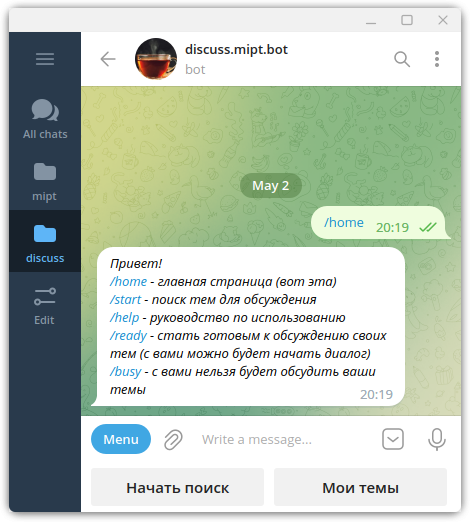 discuss.mipt.bot
bot
All chats
mipt
discuss
Edit
May 2
/home 20:19
Привет!
/home - главная страница (вот эта)
/start - поиск тем для обсуждения
/help - руководство по использованию
/ready - стать готовым к обсуждению своих
тем (с вами можно будет начать диалог)
/busy - с вами нельзя будет обсудить ваши
темы
20:19
Menu
Write a message...
Начать поиск
Мои темы